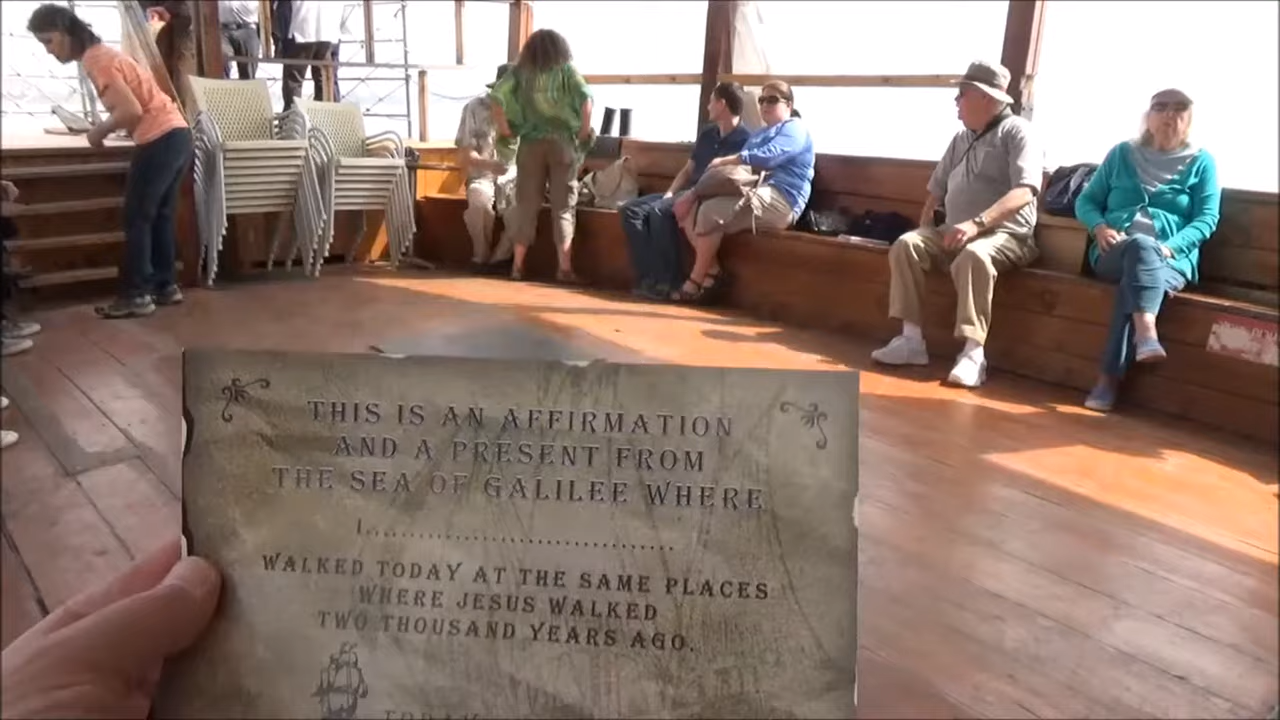 THIS IS AN AFFIRMATION
AND A PRESENT FROM
THE SEA OF GALILEE WHERE
I..........................................
WALKED TODAY AT THE SAME PLACES
WHERE JESUS WALKED
TWO THOUSAND YEARS AGO.
TODAY